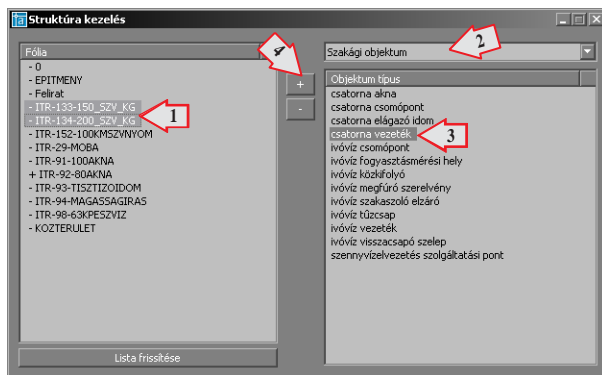 Struktúra kezelés
Fólia
- 0
- EPITMENY
- Felirat
- ITR-133-150_SZV_KG
- ITR-134-200_SZV_KG
- ITR-152-100KMSZVNYOM
- ITR-29-MOBA
- ITR-91-100AKNA
+ ITR-92-80AKNA
- ITR-93-TISZTIZOIDOM
- ITR-94-MAGASSAGIRAS
- ITR-98-63KPESZVIZ
- KOZTERULET
Lista frissítése
1
4
+
-
Szakági objektum
2
Objektum típus
csatorna akna
csatorna csomópont
csatorna elágazó idom
csatorna vezeték
3
ivóvíz csomópont
ivóvíz fogyasztásmérési hely
ivóvíz közkifolyó
ivóvíz megfúró szerelvény
ivóvíz szakaszoló elzáró
ivóvíz tűzcsap
ivóvíz vezeték
ivóvíz visszacsapó szelep
szennyvízelvezetés szolgáltatási pont